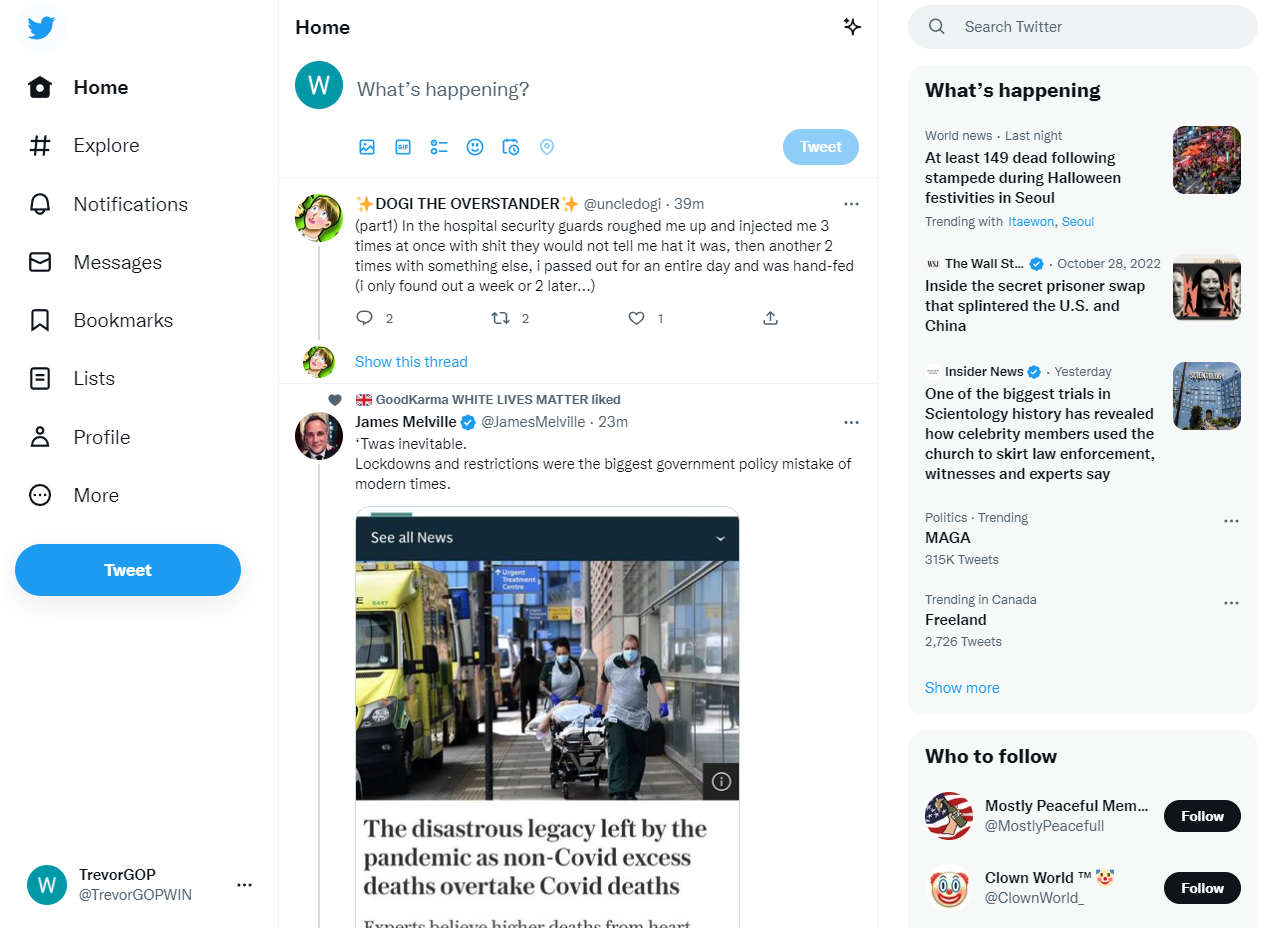 Home
Explore
Notifications
Messages
Bookmarks
Lists
Profile
More
Tweet
W
TrevorGOP
@TrevorGOPWIN
Home
W
What's happening?
GIF
Tweet
✨DOGI THE OVERSTANDER✨ @uncledogi · 39m
(part1) In the hospital security guards roughed me up and injected me 3
times at once with shit they would not tell me hat it was, then another 2
times with something else, i passed out for an entire day and was hand-fed
(i only found out a week or 2 later...)
2 2 1
Show this thread
🇬🇧 GoodKarma WHITE LIVES MATTER liked
James Melville @JamesMelville · 23m
‘Twas inevitable.
Lockdowns and restrictions were the biggest government policy mistake of
modern times.
See all News
Urgent
Treatment
Centre
E 9447
The disastrous legacy left by the
pandemic as non-Covid excess
deaths overtake Covid deaths
Experts believe higher deaths from heart
Search Twitter
What’s happening
World news · Last night
At least 149 dead following
stampede during Halloween
festivities in Seoul
Trending with Itaewon, Seoul
WSJ The Wall St... · October 28, 2022
Inside the secret prisoner swap
that splintered the U.S. and
China
Insider News · Yesterday
One of the biggest trials in
Scientology history has revealed
how celebrity members used the
church to skirt law enforcement,
witnesses and experts say
SCIENTOLOGY
Politics · Trending
MAGA
315K Tweets
Trending in Canada
Freeland
2,726 Tweets
Show more
Who to follow
Mostly Peaceful Mem...
@MostlyPeacefull
Follow
Clown World ™ 🤡
@ClownWorld_
Follow